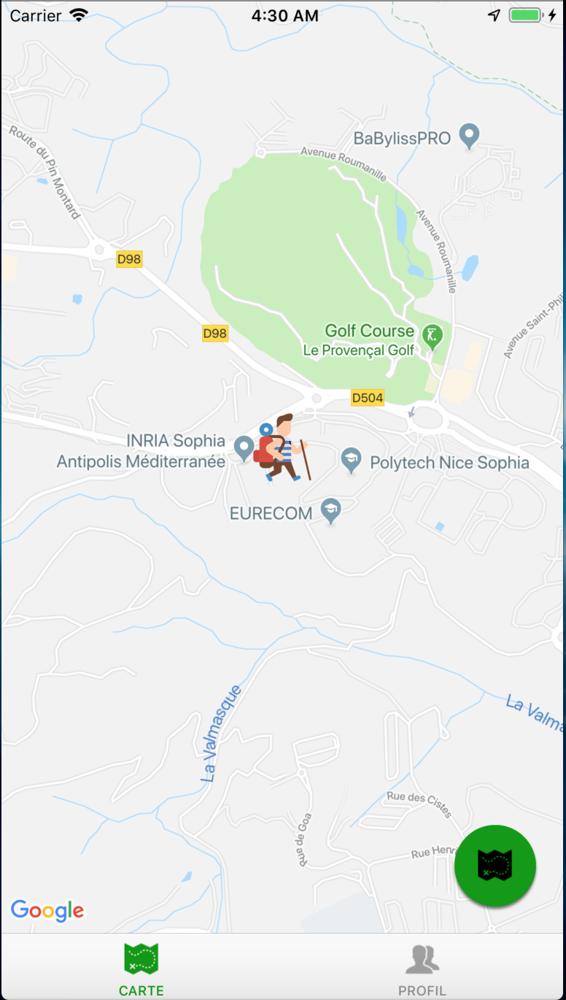 Carrier 4:30 AM
BaBylissPRO
Avenue Roumanille
Route du Pin Montard
Avenue Roumanille
D98
Avenue Saint-Phili
D98
Golf Course
Le Provençal Golf
D504
INRIA Sophia
Antipolis Méditerranée
Polytech Nice Sophia
EURECOM
La Valmasque
La Valma
Rue des Cistes
Rue de Goa
Rue Henri
Google
CARTE PROFIL